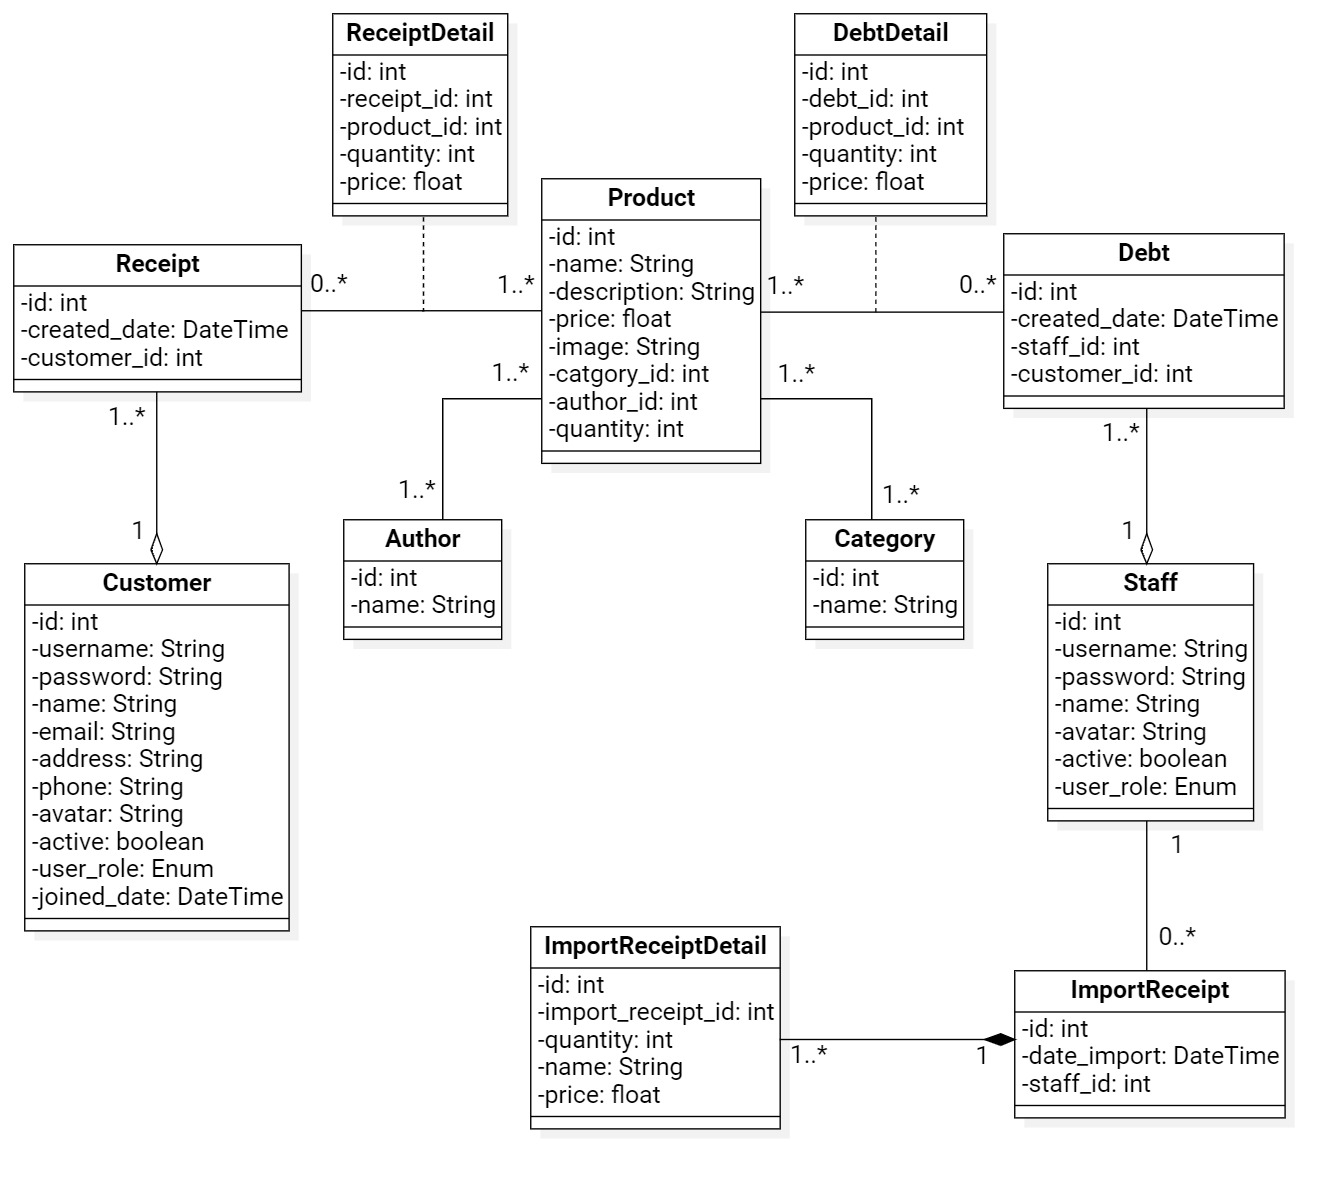 ReceiptDetail
-id: int
-receipt_id: int
-product_id: int
-quantity: int
-price: float
DebtDetail
-id: int
-debt_id: int
-product_id: int
-quantity: int
-price: float
Product
-id: int
-name: String
-description: String
-price: float
-image: String
-catgory_id: int
-author_id: int
-quantity: int
Receipt
-id: int
-created_date: DateTime
-customer_id: int
0..*
1..*
1..*
0..*
Debt
-id: int
-created_date: DateTime
-staff_id: int
-customer_id: int
1..*
1..*
1..*
1..*
1..*
1..*
1
1
Author
-id: int
-name: String
Category
-id: int
-name: String
Customer
-id: int
-username: String
-password: String
-name: String
-email: String
-address: String
-phone: String
-avatar: String
-active: boolean
-user_role: Enum
-joined_date: DateTime
Staff
-id: int
-username: String
-password: String
-name: String
-avatar: String
-active: boolean
-user_role: Enum
1
0..*
ImportReceiptDetail
-id: int
-import_receipt_id: int
-quantity: int
-name: String
-price: float
1..*
1
ImportReceipt
-id: int
-date_import: DateTime
-staff_id: int